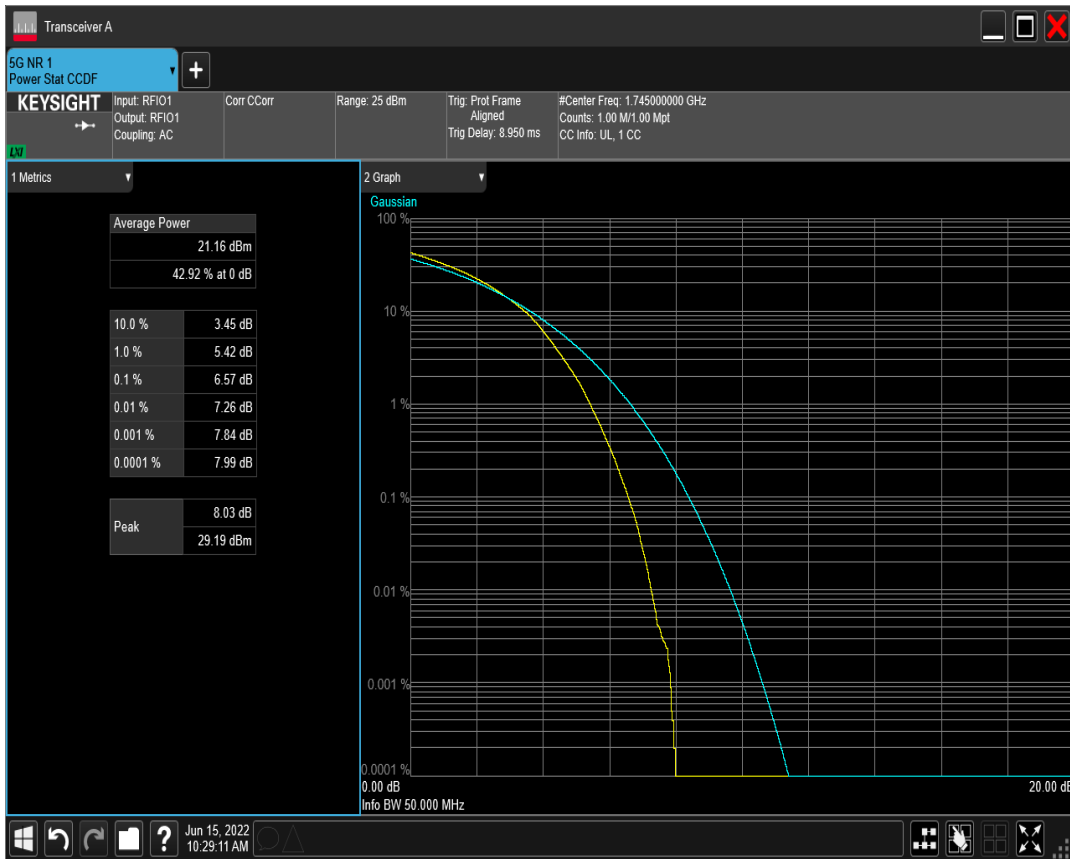 Transceiver A
5G NR 1
Power Stat CCDF
KEYSIGHT
LXI
Input: RFIO1
Output: RFIO1
Coupling: AC
Corr CCorr
Range: 25 dBm
Trig: Prot Frame
Aligned
Trig Delay: 8.950 ms
#Center Freq: 1.745000000 GHz
Counts: 1.00 M/1.00 Mpt
CC Info: UL, 1 CC
1 Metrics
Average Power
21.16 dBm
42.92 % at 0 dB
10.0 % 3.45 dB
1.0 % 5.42 dB
0.1 % 6.57 dB
0.01 % 7.26 dB
0.001 % 7.84 dB
0.0001 % 7.99 dB
Peak
8.03 dB
29.19 dBm
2 Graph
Gaussian
100 %
10 %
1 %
0.1 %
0.01 %
0.001 %
0.0001 %
0.00 dB 20.00 dB
Info BW 50.000 MHz
?
Jun 15, 2022
10:29:11 AM